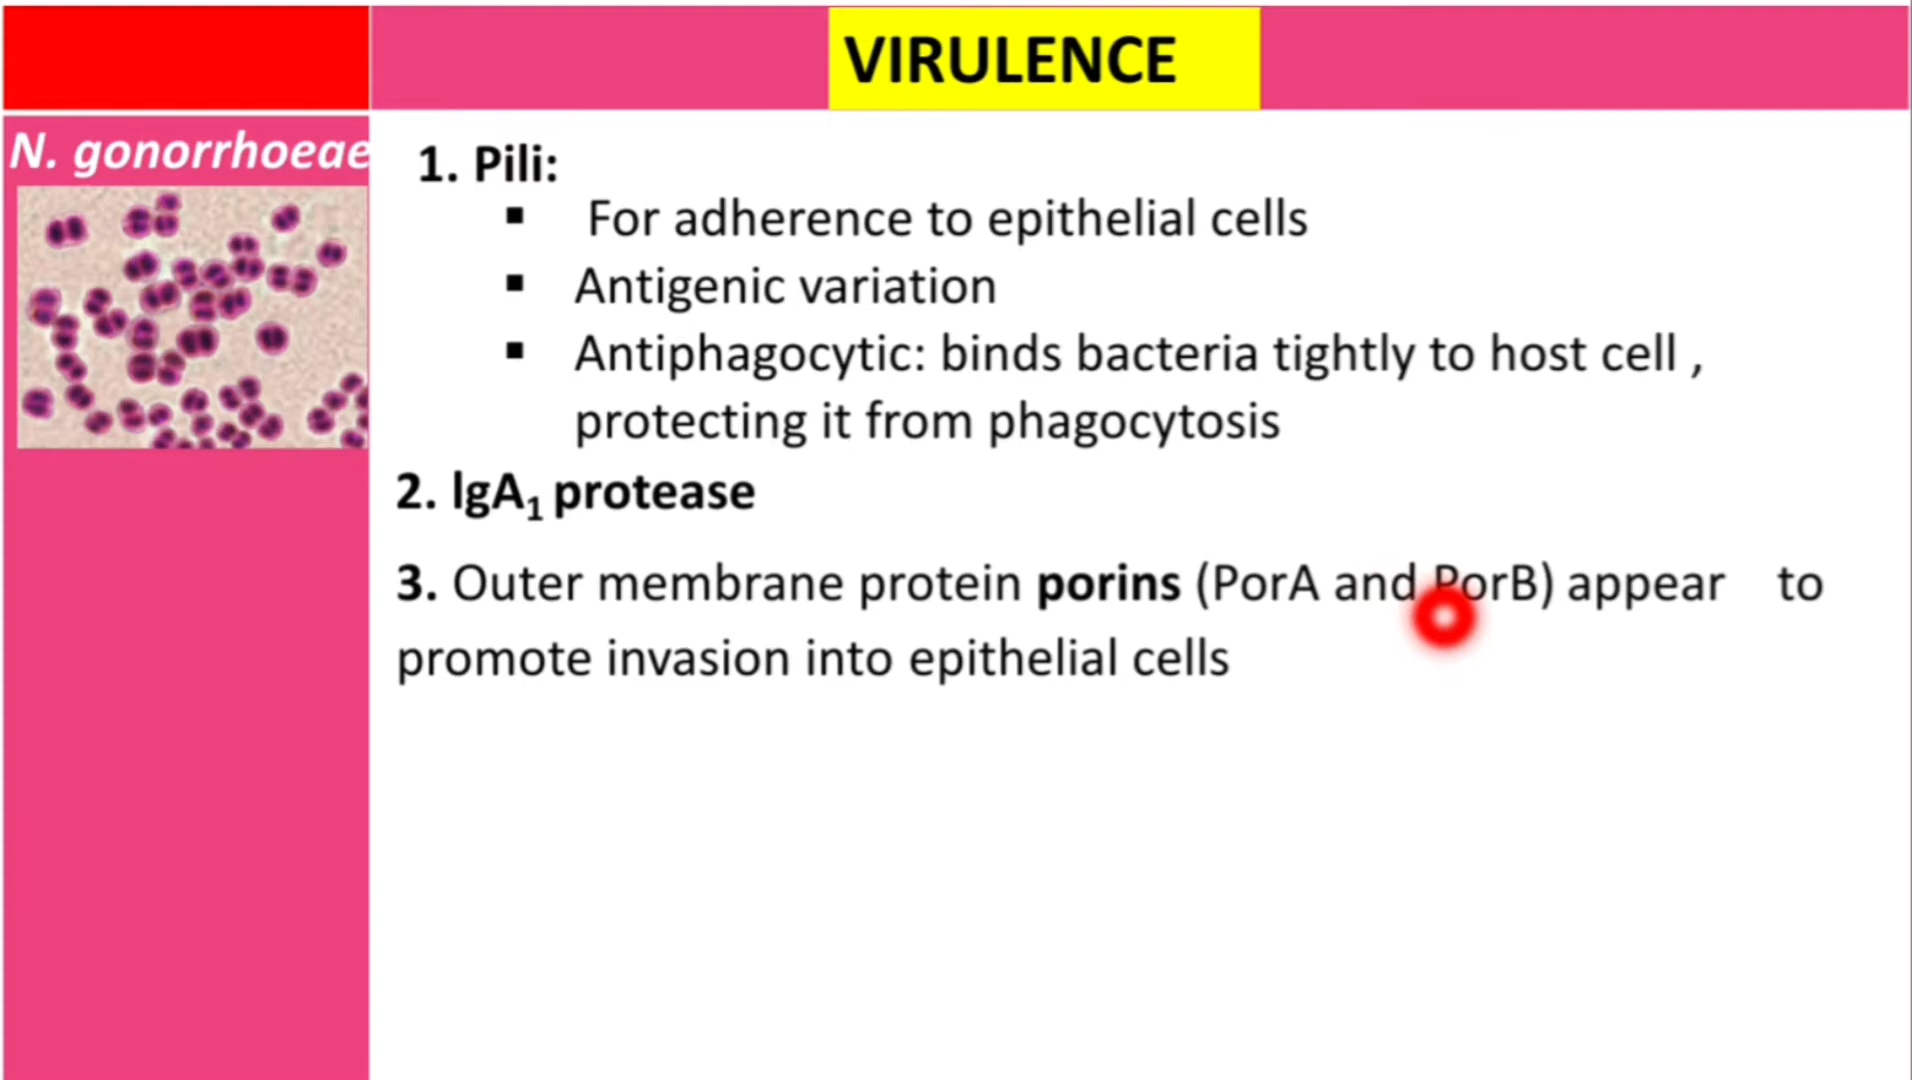 VIRULENCE
N. gonorrhoeae
1. Pili:
▪ For adherence to epithelial cells
▪ Antigenic variation
▪ Antiphagocytic: binds bacteria tightly to host cell ,
protecting it from phagocytosis
2. lgA₁ protease
3. Outer membrane protein porins (PorA and PorB) appear to
promote invasion into epithelial cells